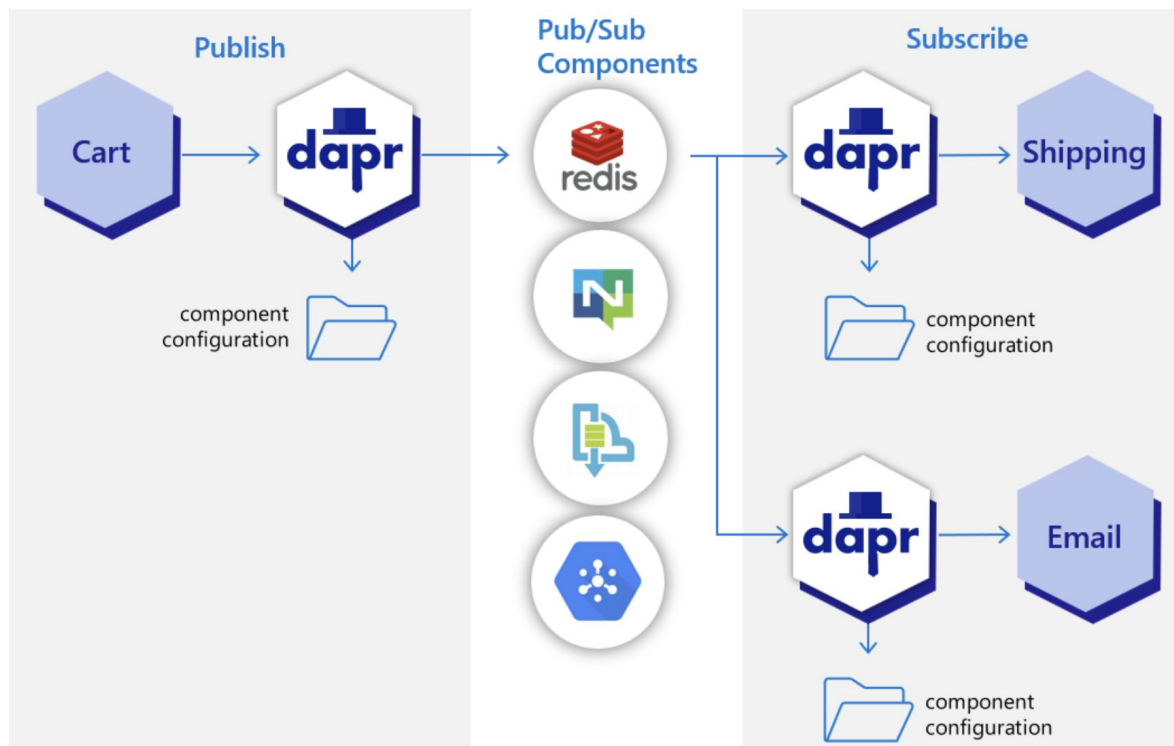 Publish
Pub/Sub
Components
Subscribe
Cart
dapr
redis
dapr
Shipping
component
configuration
component
configuration
N
dapr
Email
component
configuration